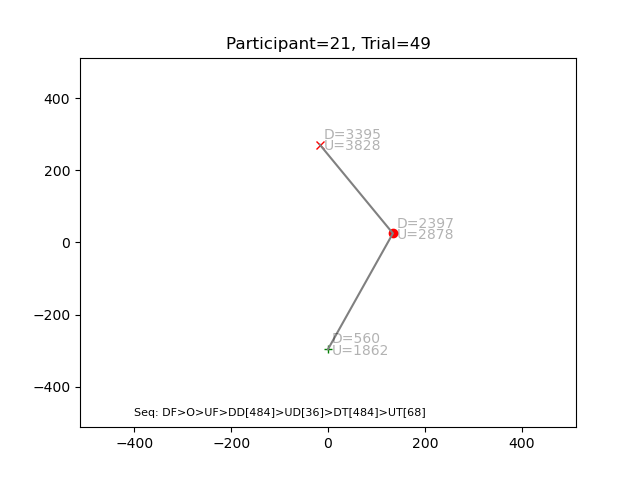 Participant=21, Trial=49
400
200
0
−200
−400
D=3395
U=3828
D=2397
U=2878
D=560
U=1862
Seq: DF>O>UF>DD[484]>UD[36]>DT[484]>UT[68]
−400
−200
0
200
400